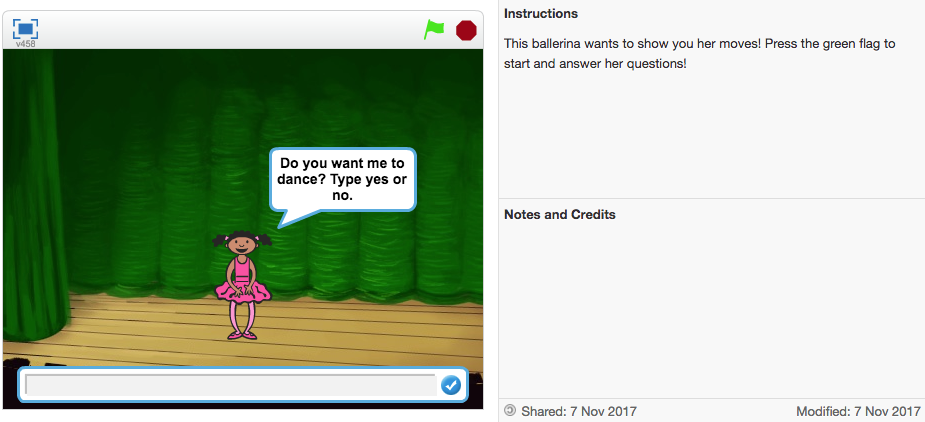 v458
Do you want me to
dance? Type yes or
no.
Instructions
This ballerina wants to show you her moves! Press the green flag to
start and answer her questions!
Notes and Credits
Shared: 7 Nov 2017
Modified: 7 Nov 2017